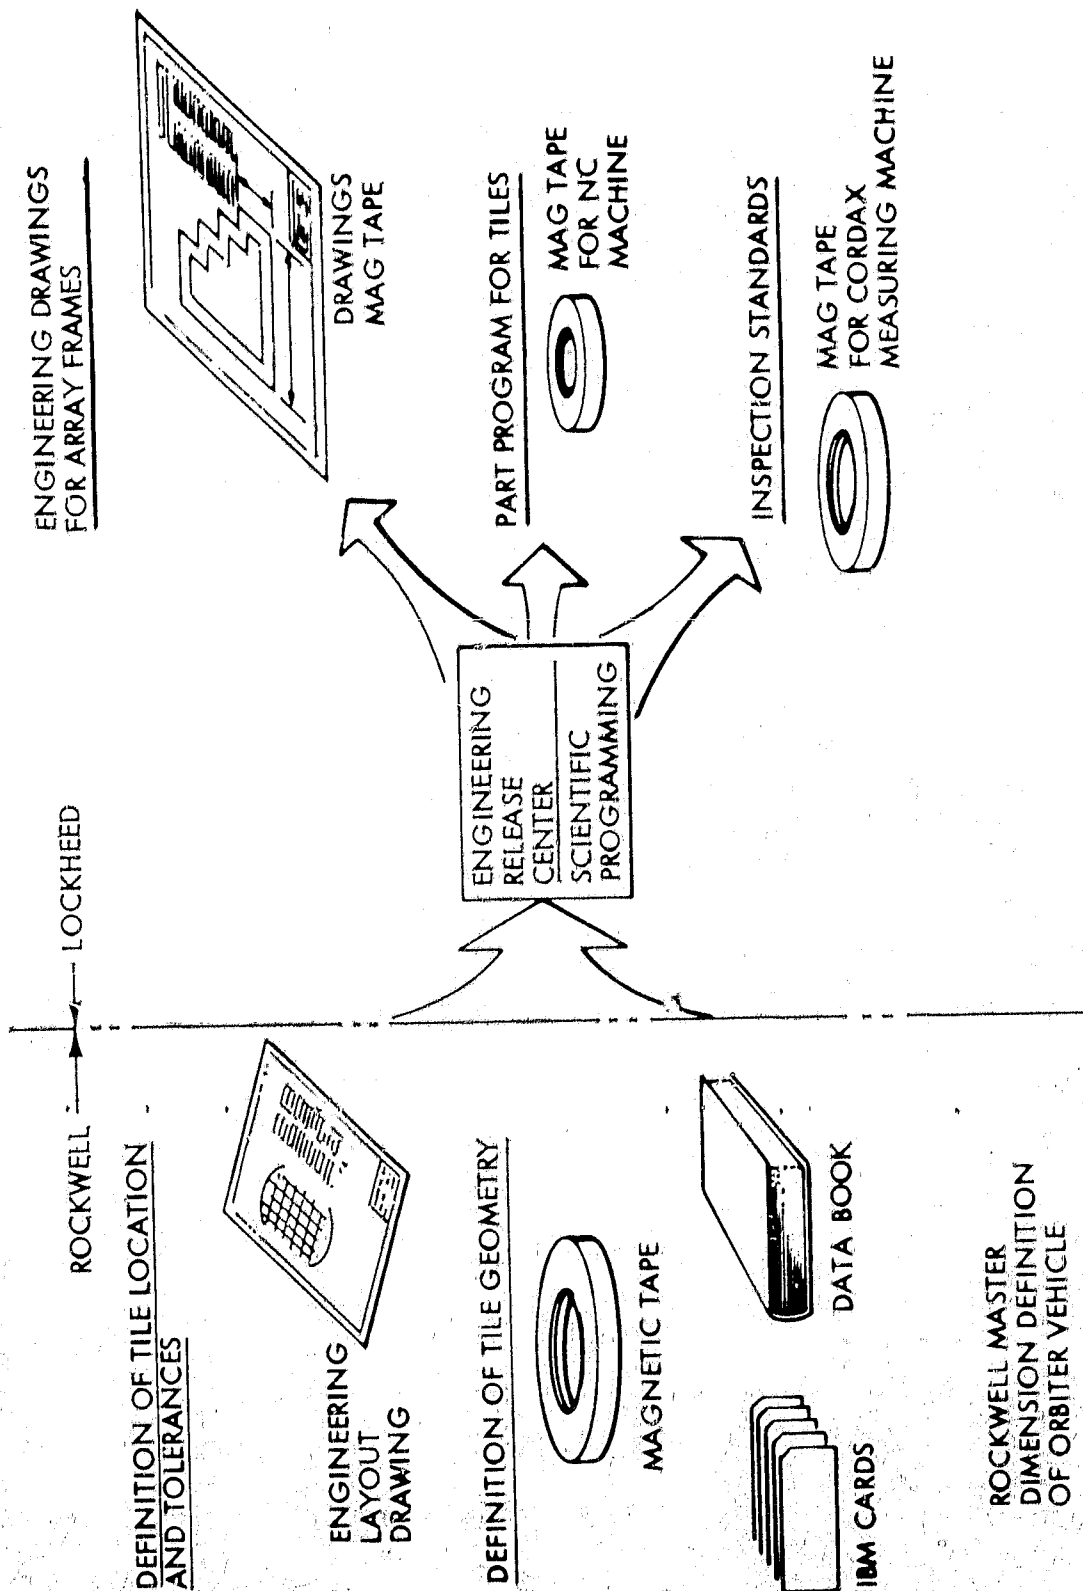 ROCKWELL
LOCKHEED
DEFINITION OF TILE LOCATION
AND TOLERANCES
ENGINEERING
LAYOUT
DRAWING
DEFINITION OF TILE GEOMETRY
MAGNETIC TAPE
IBM CARDS
DATA BOOK
ROCKWELL MASTER
DIMENSION DEFINITION
OF ORBITER VEHICLE
ENGINEERING
RELEASE
CENTER
SCIENTIFIC
PROGRAMMING
ENGINEERING DRAWINGS
FOR ARRAY FRAMES
DRAWINGS
MAG TAPE
PART PROGRAM FOR TILES
MAG TAPE
FOR NC
MACHINE
INSPECTION STANDARDS
MAG TAPE
FOR CORDAX
MEASURING MACHINE